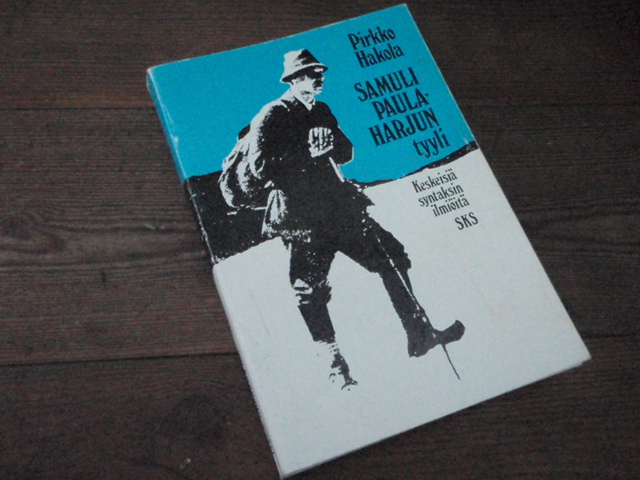 Pirkko
Hakola
SAMULI
PAULA-
HARJUN
tyyli
Keskeisiä
syntaksin
ilmiöitä
SKS